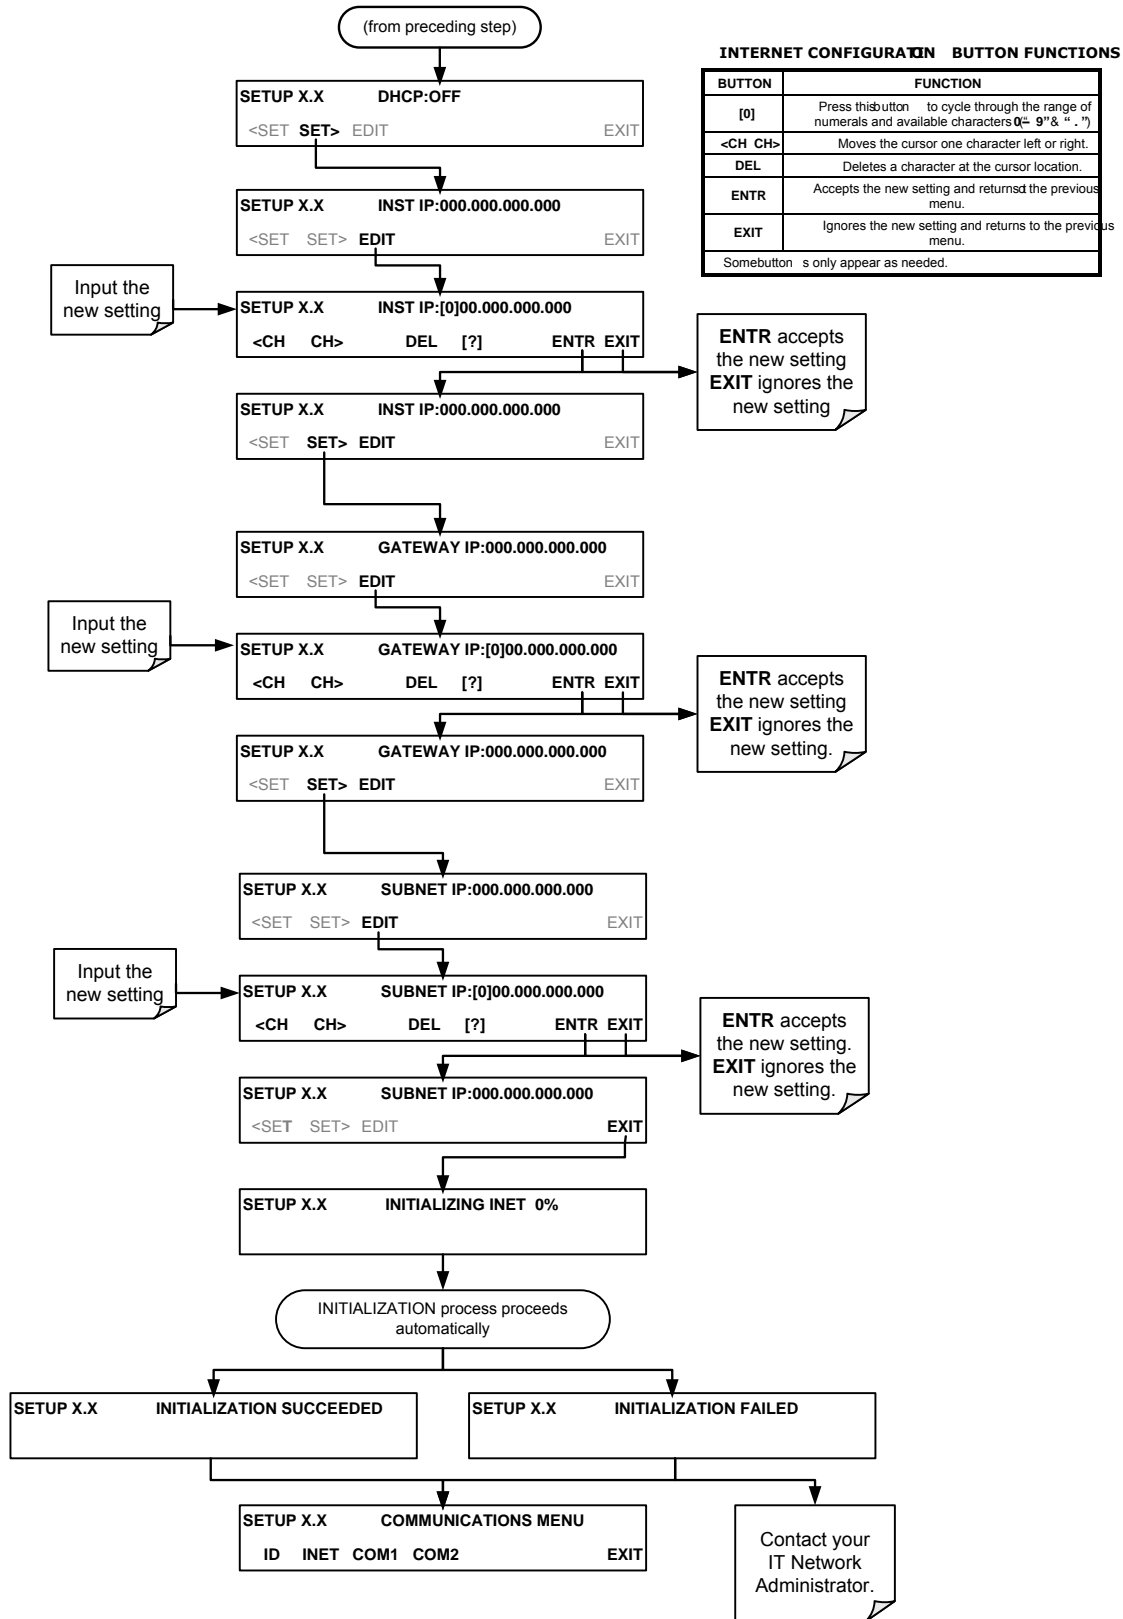 (from preceding step)
INTERNET CONFIGURATION BUTTON FUNCTIONS
BUTTON FUNCTION
[0] Press this button to cycle through the range of
numerals and available characters (“0 – 9” & “ . ”)
<CH CH> Moves the cursor one character left or right.
DEL Deletes a character at the cursor location.
ENTR Accepts the new setting and returns to the previous
menu.
EXIT Ignores the new setting and returns to the previous
menu.
Some buttons only appear as needed.
SETUP X.X DHCP:OFF
<SET SET> EDIT EXIT
SETUP X.X INST IP:000.000.000.000
<SET SET> EDIT EXIT
Input the
new setting
SETUP X.X INST IP:[0]00.000.000.000
<CH CH> DEL [?] ENTR EXIT
ENTR accepts
the new setting
EXIT ignores the
new setting
SETUP X.X INST IP:000.000.000.000
<SET SET> EDIT EXIT
SETUP X.X GATEWAY IP:000.000.000.000
<SET SET> EDIT EXIT
Input the
new setting
SETUP X.X GATEWAY IP:[0]00.000.000.000
<CH CH> DEL [?] ENTR EXIT
ENTR accepts
the new setting
EXIT ignores the
new setting.
SETUP X.X GATEWAY IP:000.000.000.000
<SET SET> EDIT EXIT
SETUP X.X SUBNET IP:000.000.000.000
<SET SET> EDIT EXIT
Input the
new setting
SETUP X.X SUBNET IP:[0]00.000.000.000
<CH CH> DEL [?] ENTR EXIT
ENTR accepts
the new setting.
EXIT ignores the
new setting.
SETUP X.X SUBNET IP:000.000.000.000
<SET SET> EDIT EXIT
SETUP X.X INITIALIZING INET 0%
INITIALIZATION process proceeds
automatically
SETUP X.X INITIALIZATION SUCCEEDED
SETUP X.X INITIALIZATION FAILED
SETUP X.X COMMUNICATIONS MENU
ID INET COM1 COM2 EXIT
Contact your
IT Network
Administrator.